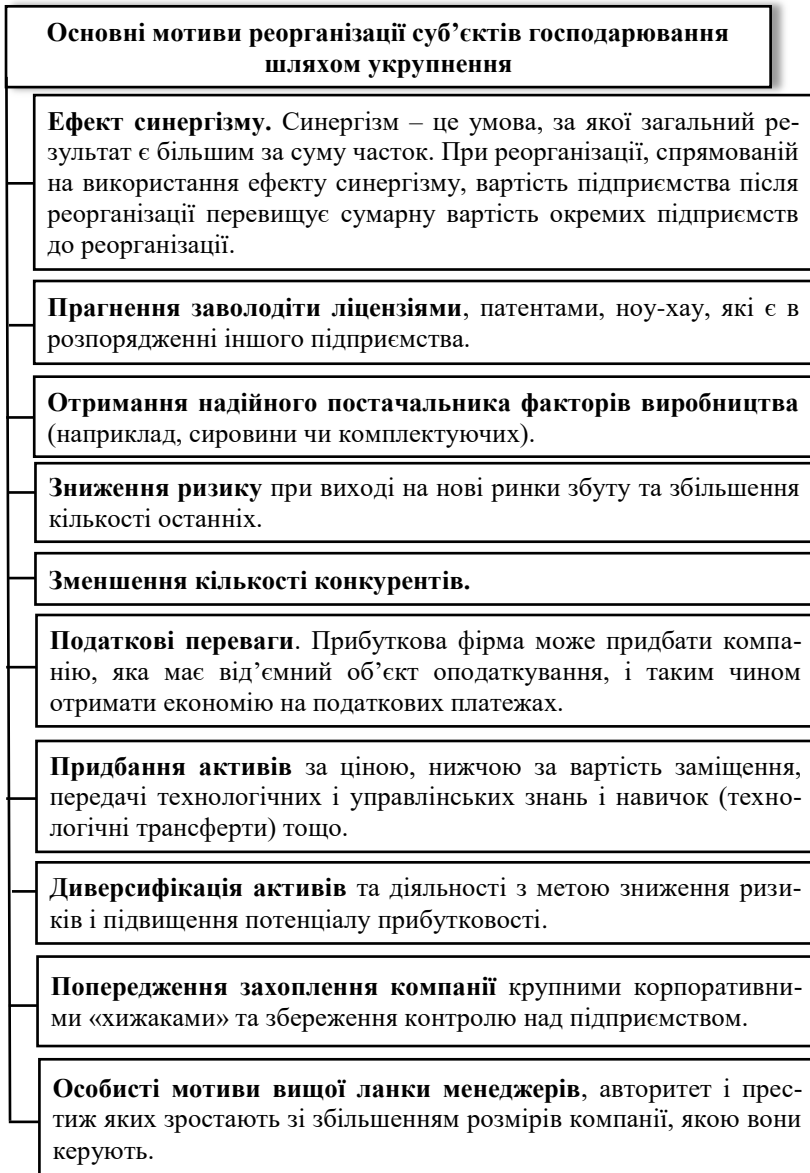 Основні мотиви реорганізації суб’єктів господарювання
шляхом укрупнення
Ефект синергізму. Синергізм – це умова, за якої загальний ре-
зультат є більшим за суму часток. При реорганізації, спрямованій
на використання ефекту синергізму, вартість підприємства після
реорганізації перевищує сумарну вартість окремих підприємств
до реорганізації.
Прагнення заволодіти ліцензіями, патентами, ноу-хау, які є в
розпорядженні іншого підприємства.
Отримання надійного постачальника факторів виробництва
(наприклад, сировини чи комплектуючих).
Зниження ризику при виході на нові ринки збуту та збільшення
кількості останніх.
Зменшення кількості конкурентів.
Податкові переваги. Прибуткова фірма може придбати компа-
нію, яка має від’ємний об’єкт оподаткування, і таким чином
отримати економію на податкових платежах.
Придбання активів за ціною, нижчою за вартість заміщення,
передачі технологічних і управлінських знань і навичок (техно-
логічні трансферти) тощо.
Диверсифікація активів та діяльності з метою зниження ризи-
ків і підвищення потенціалу прибутковості.
Попередження захоплення компанії крупними корпоративни-
ми «хижаками» та збереження контролю над підприємством.
Особисті мотиви вищої ланки менеджерів, авторитет і прес-
тиж яких зростають зі збільшенням розмірів компанії, якою вони
керують.